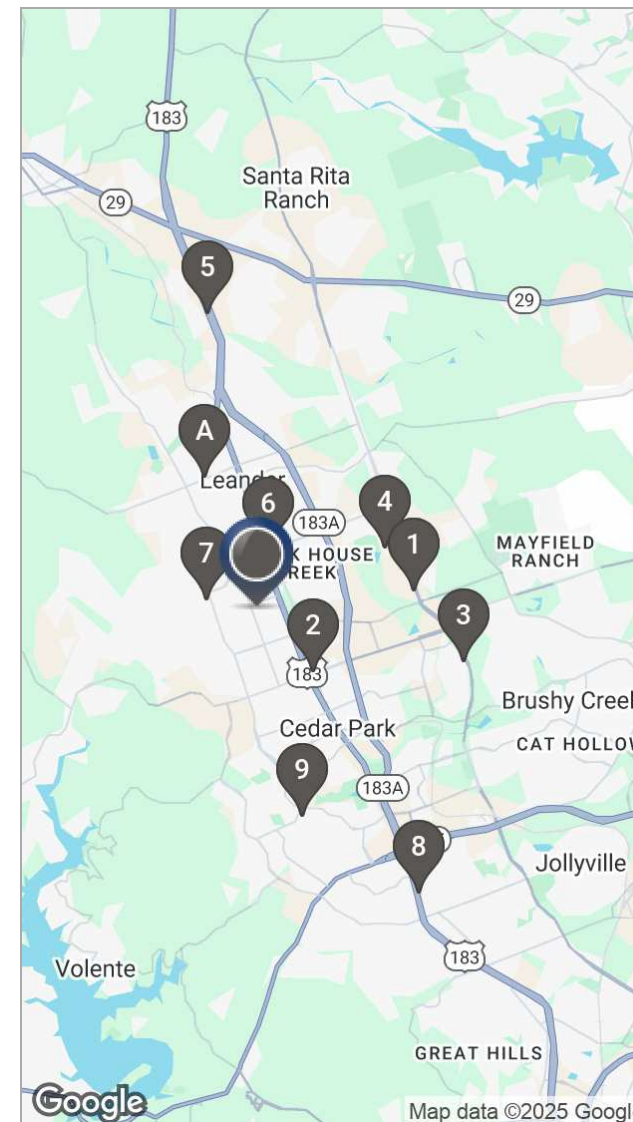 183
Santa Rita
Ranch
29
5
29
A
Leander
6
4
183A
1
MAYFIELD
RANCH
7
K HOUSE
REEK
3
2
183
Brushy Creek
Cedar Park
CAT HOLLOW
9
183A
8
Jollyville
Volente
183
GREAT HILLS
Google
Map data ©2025 Google